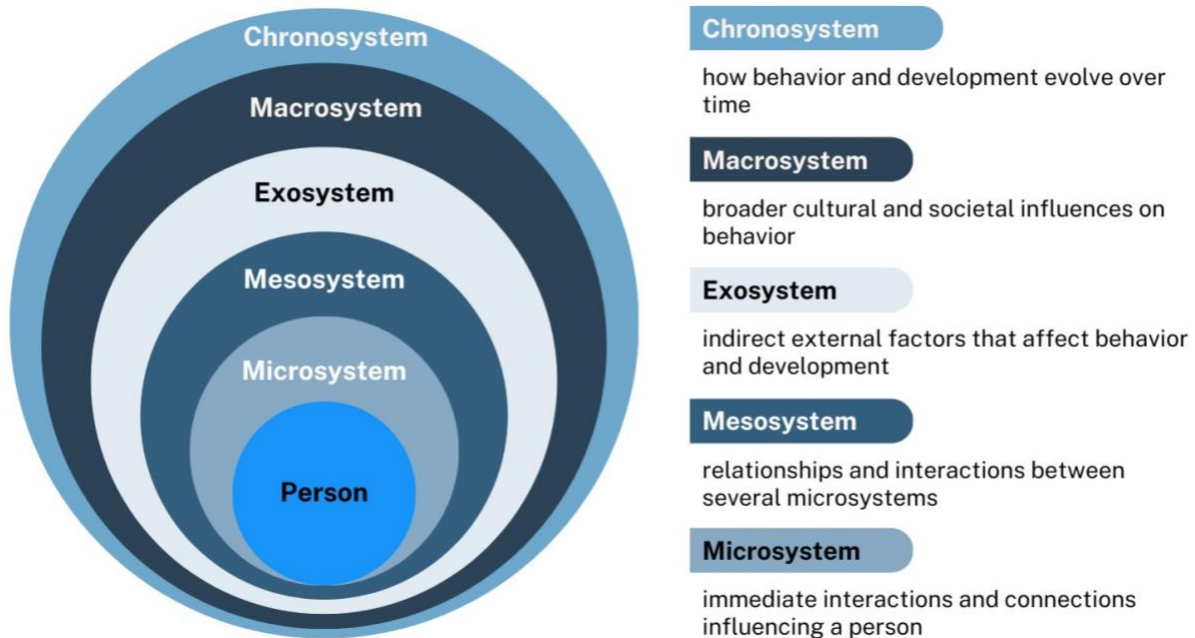 Chronosystem
Macrosystem
Exosystem
Mesosystem
Microsystem
Person
Chronosystem
how behavior and development evolve over
time
Macrosystem
broader cultural and societal influences on
behavior
Exosystem
indirect external factors that affect behavior
and development
Mesosystem
relationships and interactions between
several microsystems
Microsystem
immediate interactions and connections
influencing a person